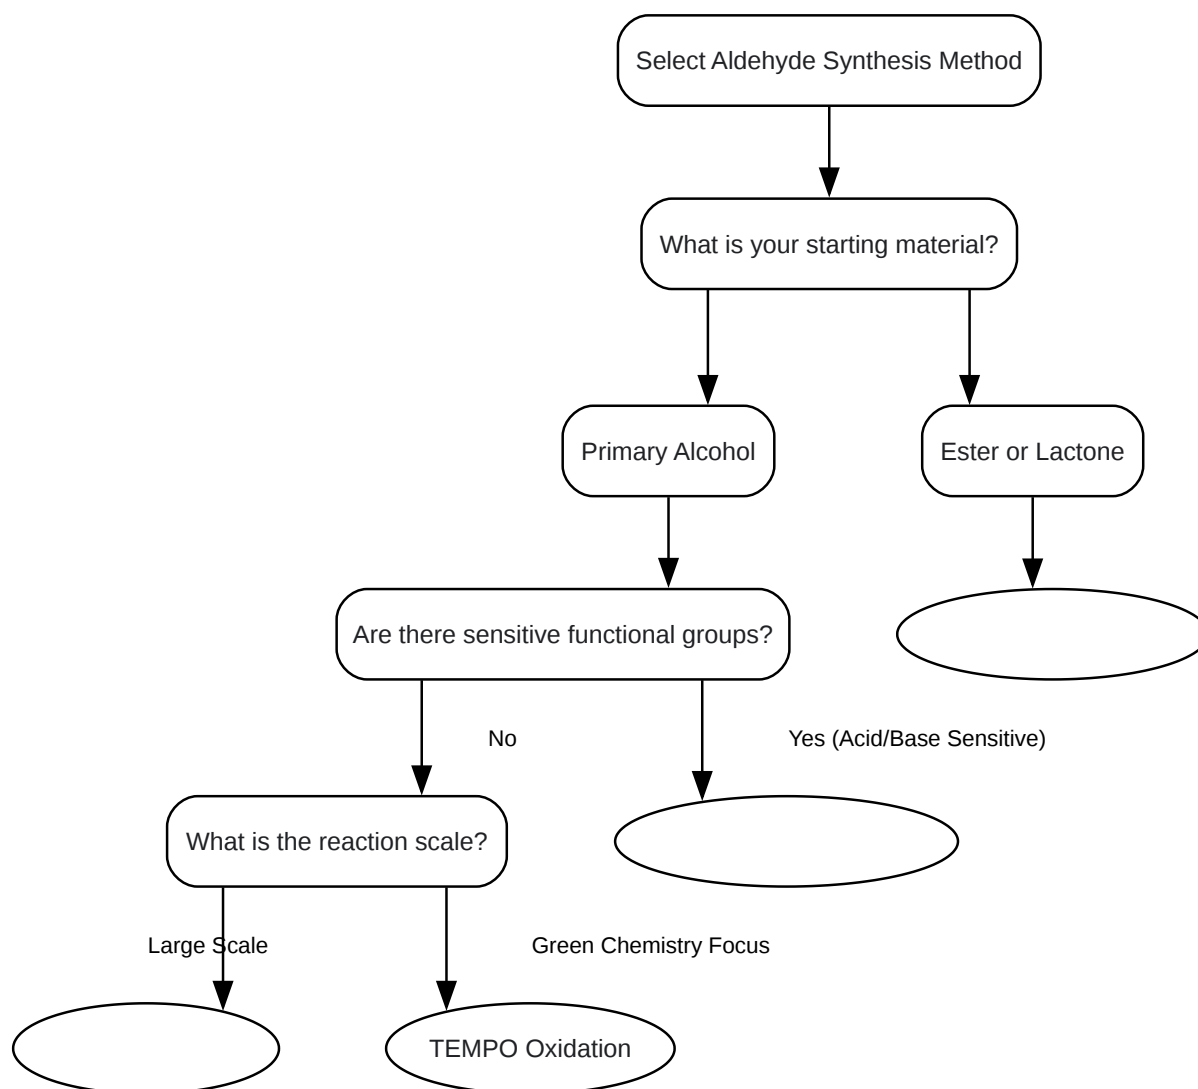 Select Aldehyde Synthesis Method
What is your starting material?
Primary Alcohol
Ester or Lactone
Are there sensitive functional groups?
No
Yes (Acid/Base Sensitive)
What is the reaction scale?
Large Scale
Green Chemistry Focus
TEMPO Oxidation